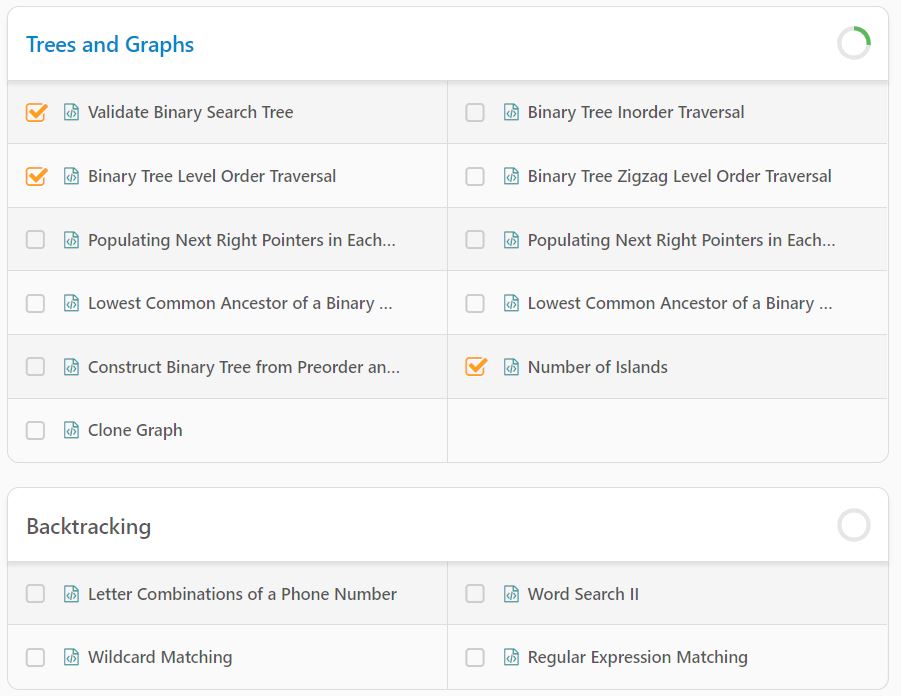 Trees and Graphs
Validate Binary Search Tree
Binary Tree Inorder Traversal
Binary Tree Level Order Traversal
Binary Tree Zigzag Level Order Traversal
Populating Next Right Pointers in Each...
Populating Next Right Pointers in Each...
Lowest Common Ancestor of a Binary ...
Lowest Common Ancestor of a Binary ...
Construct Binary Tree from Preorder an...
Number of Islands
Clone Graph
Backtracking
Letter Combinations of a Phone Number
Word Search II
Wildcard Matching
Regular Expression Matching